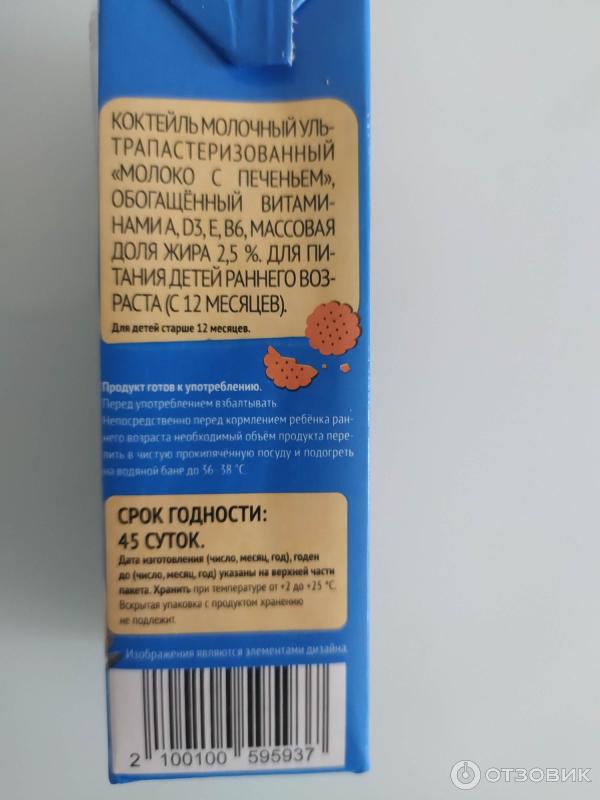 КОКТЕЙЛЬ МОЛОЧНЫЙ УЛЬ-
ТРАПАСТЕРИЗОВАННЫЙ
«МОЛОКО С ПЕЧЕНЬЕМ»,
ОБОГАЩЁННЫЙ ВИТАМИ-
НАМИ А, D3, Е, В6, МАССОВАЯ
ДОЛЯ ЖИРА 2,5 %. ДЛЯ ПИ-
ТАНИЯ ДЕТЕЙ РАННЕГО ВОЗ-
РАСТА (С 12 МЕСЯЦЕВ).
Для детей старше 12 месяцев.
Продукт готов к употреблению.
Перед употреблением взбалтывать.
Непосредственно перед кормлением ребёнка ран-
него возраста необходимый объём продукта пере-
лить в чистую прокипячённую посуду и подогреть
на водяной бане до 36-38 °C.
СРОК ГОДНОСТИ:
45 СУТОК.
Дата изготовления (число, месяц, год), годен
до (число, месяц, год) указаны на верхней части
пакета. Хранить при температуре от +2 до +25 °C.
Вскрытая упаковка с продуктом хранению
не подлежит.
Изображения являются элементами дизайна.
2 100100 595937
ОТЗОВИК